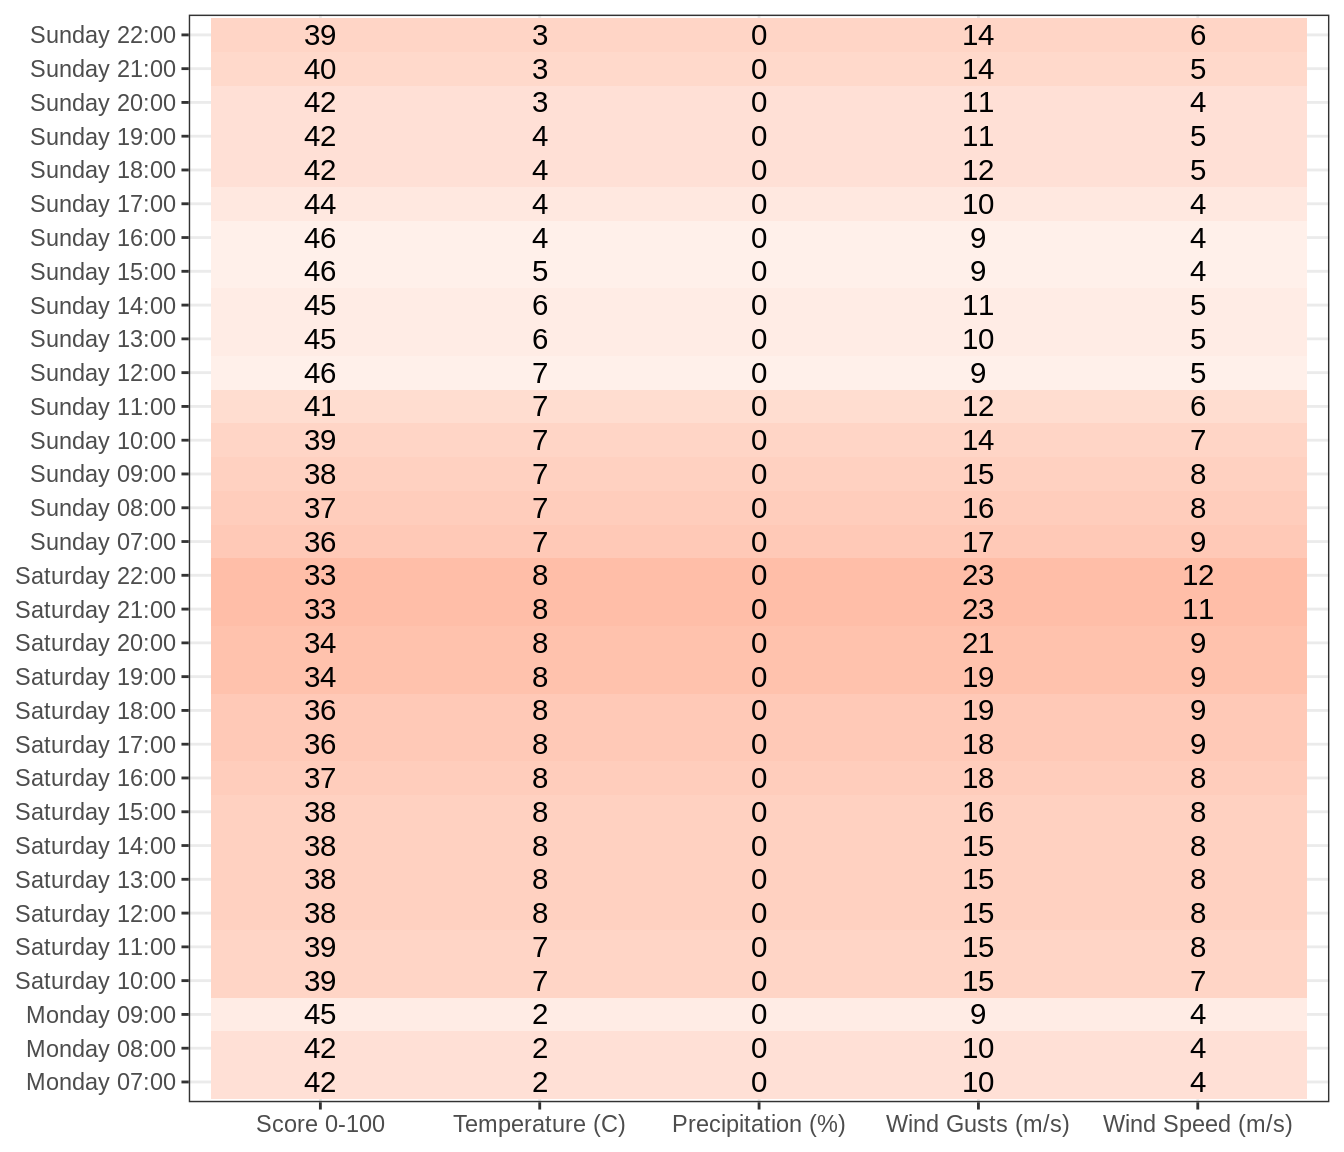 Sunday 22:00 39 3 0 14 6
Sunday 21:00 40 3 0 14 5
Sunday 20:00 42 3 0 11 4
Sunday 19:00 42 4 0 11 5
Sunday 18:00 42 4 0 12 5
Sunday 17:00 44 4 0 10 4
Sunday 16:00 46 4 0 9 4
Sunday 15:00 46 5 0 9 4
Sunday 14:00 45 6 0 11 5
Sunday 13:00 45 6 0 10 5
Sunday 12:00 46 7 0 9 5
Sunday 11:00 41 7 0 12 6
Sunday 10:00 39 7 0 14 7
Sunday 09:00 38 7 0 15 8
Sunday 08:00 37 7 0 16 8
Sunday 07:00 36 7 0 17 9
Saturday 22:00 33 8 0 23 12
Saturday 21:00 33 8 0 23 11
Saturday 20:00 34 8 0 21 9
Saturday 19:00 34 8 0 19 9
Saturday 18:00 36 8 0 19 9
Saturday 17:00 36 8 0 18 9
Saturday 16:00 37 8 0 18 8
Saturday 15:00 38 8 0 16 8
Saturday 14:00 38 8 0 15 8
Saturday 13:00 38 8 0 15 8
Saturday 12:00 38 8 0 15 8
Saturday 11:00 39 7 0 15 8
Saturday 10:00 39 7 0 15 7
Monday 09:00 45 2 0 9 4
Monday 08:00 42 2 0 10 4
Monday 07:00 42 2 0 10 4
Score 0-100 Temperature (C) Precipitation (%) Wind Gusts (m/s) Wind Speed (m/s)